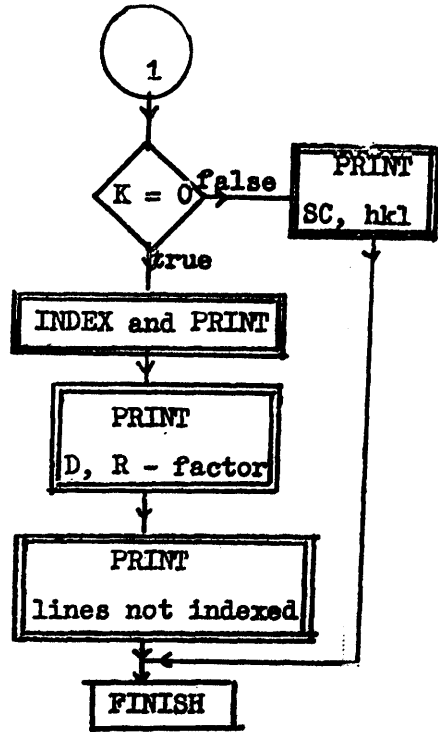 1
K = 0
false
PRINT
SC, hkl
true
INDEX and PRINT
PRINT
D, R - factor
PRINT
lines not indexed
FINISH